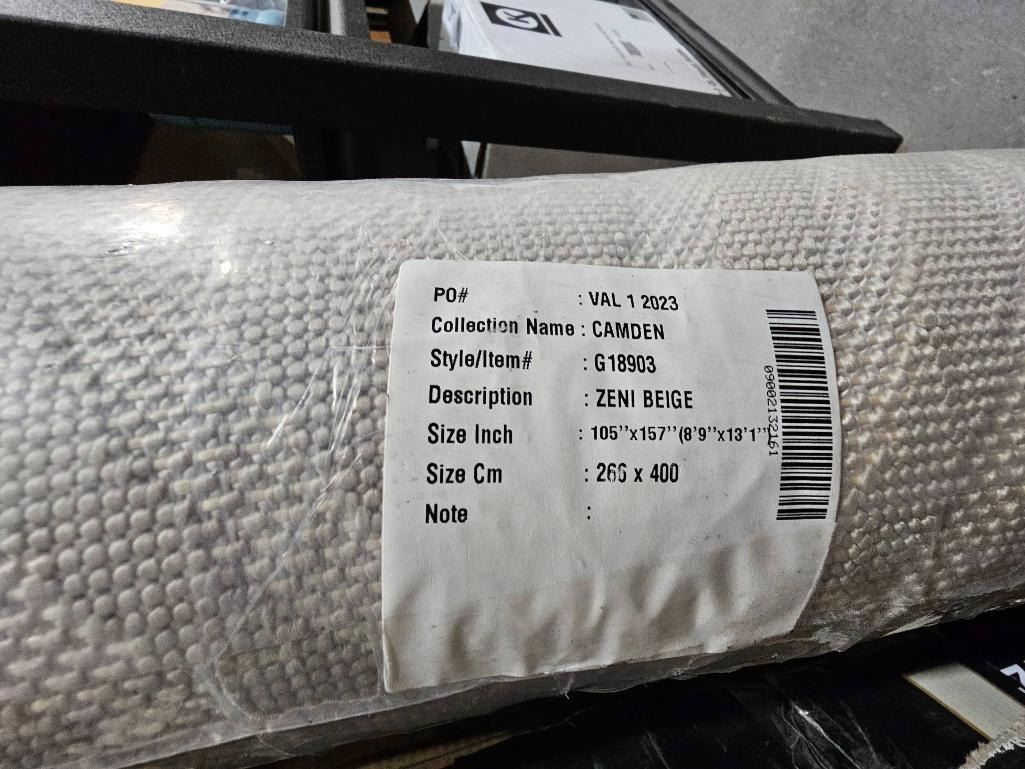 PO# : VAL 1 2023
Collection Name : CAMDEN
Style/Item# : G18903
Description : ZENI BEIGE
Size Inch : 105''x157''(8'9''x13'1'')
Size Cm : 266 x 400
Note :
090002132161